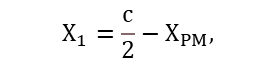 X₁ = c/2 − X_PM,